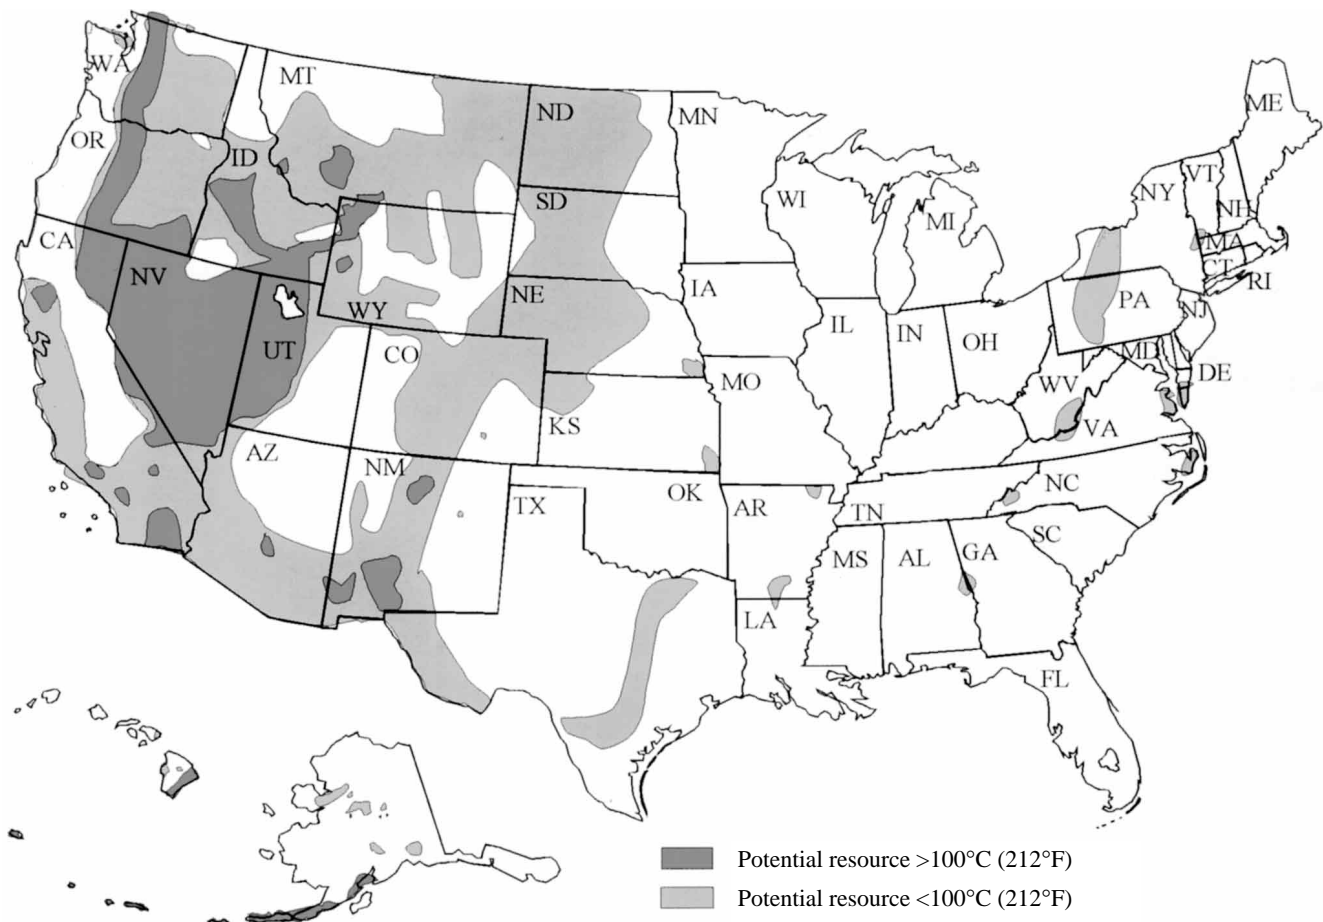 WA
MT
ND
MN
ME
OR
ID
VT
NY
SD
WI
MI
NH
CA
MA
NV
CT
RI
NE
IA
WY
PA
NJ
IL
IN
OH
UT
CO
MD
DE
MO
WV
KS
VA
AZ
NM
NC
OK
TX
AR
TN
SC
MS
AL
GA
LA
FL
Potential resource >100°C (212°F)
Potential resource <100°C (212°F)